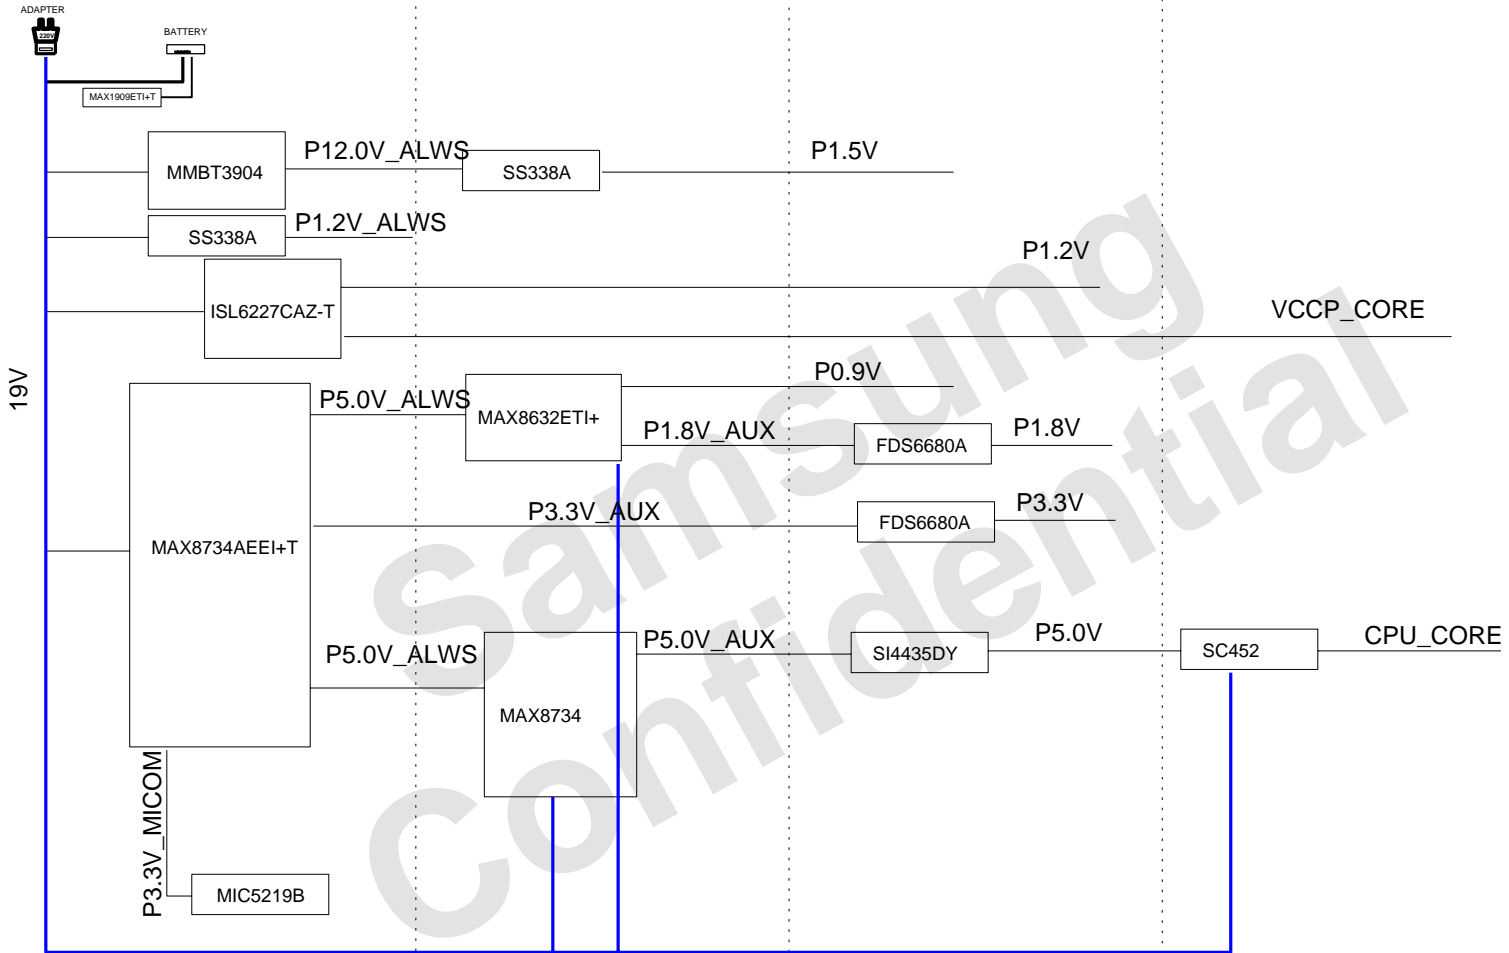 ADAPTER
220V
BATTERY
MAX1909ETI+T
MMBT3904
P12.0V_ALWS
SS338A
P1.5V
SS338A
P1.2V_ALWS
P1.2V
ISL6227CAZ-T
VCCP_CORE
19V
P5.0V_ALWS
MAX8632ETI+
P0.9V
P1.8V_AUX
FDS6680A
P1.8V
P3.3V_AUX
FDS6680A
P3.3V
MAX8734AEEI+T
P5.0V_ALWS
MAX8734
P5.0V_AUX
SI4435DY
P5.0V
SC452
CPU_CORE
P3.3V_MICOM
MIC5219B
Samsung
Confidential